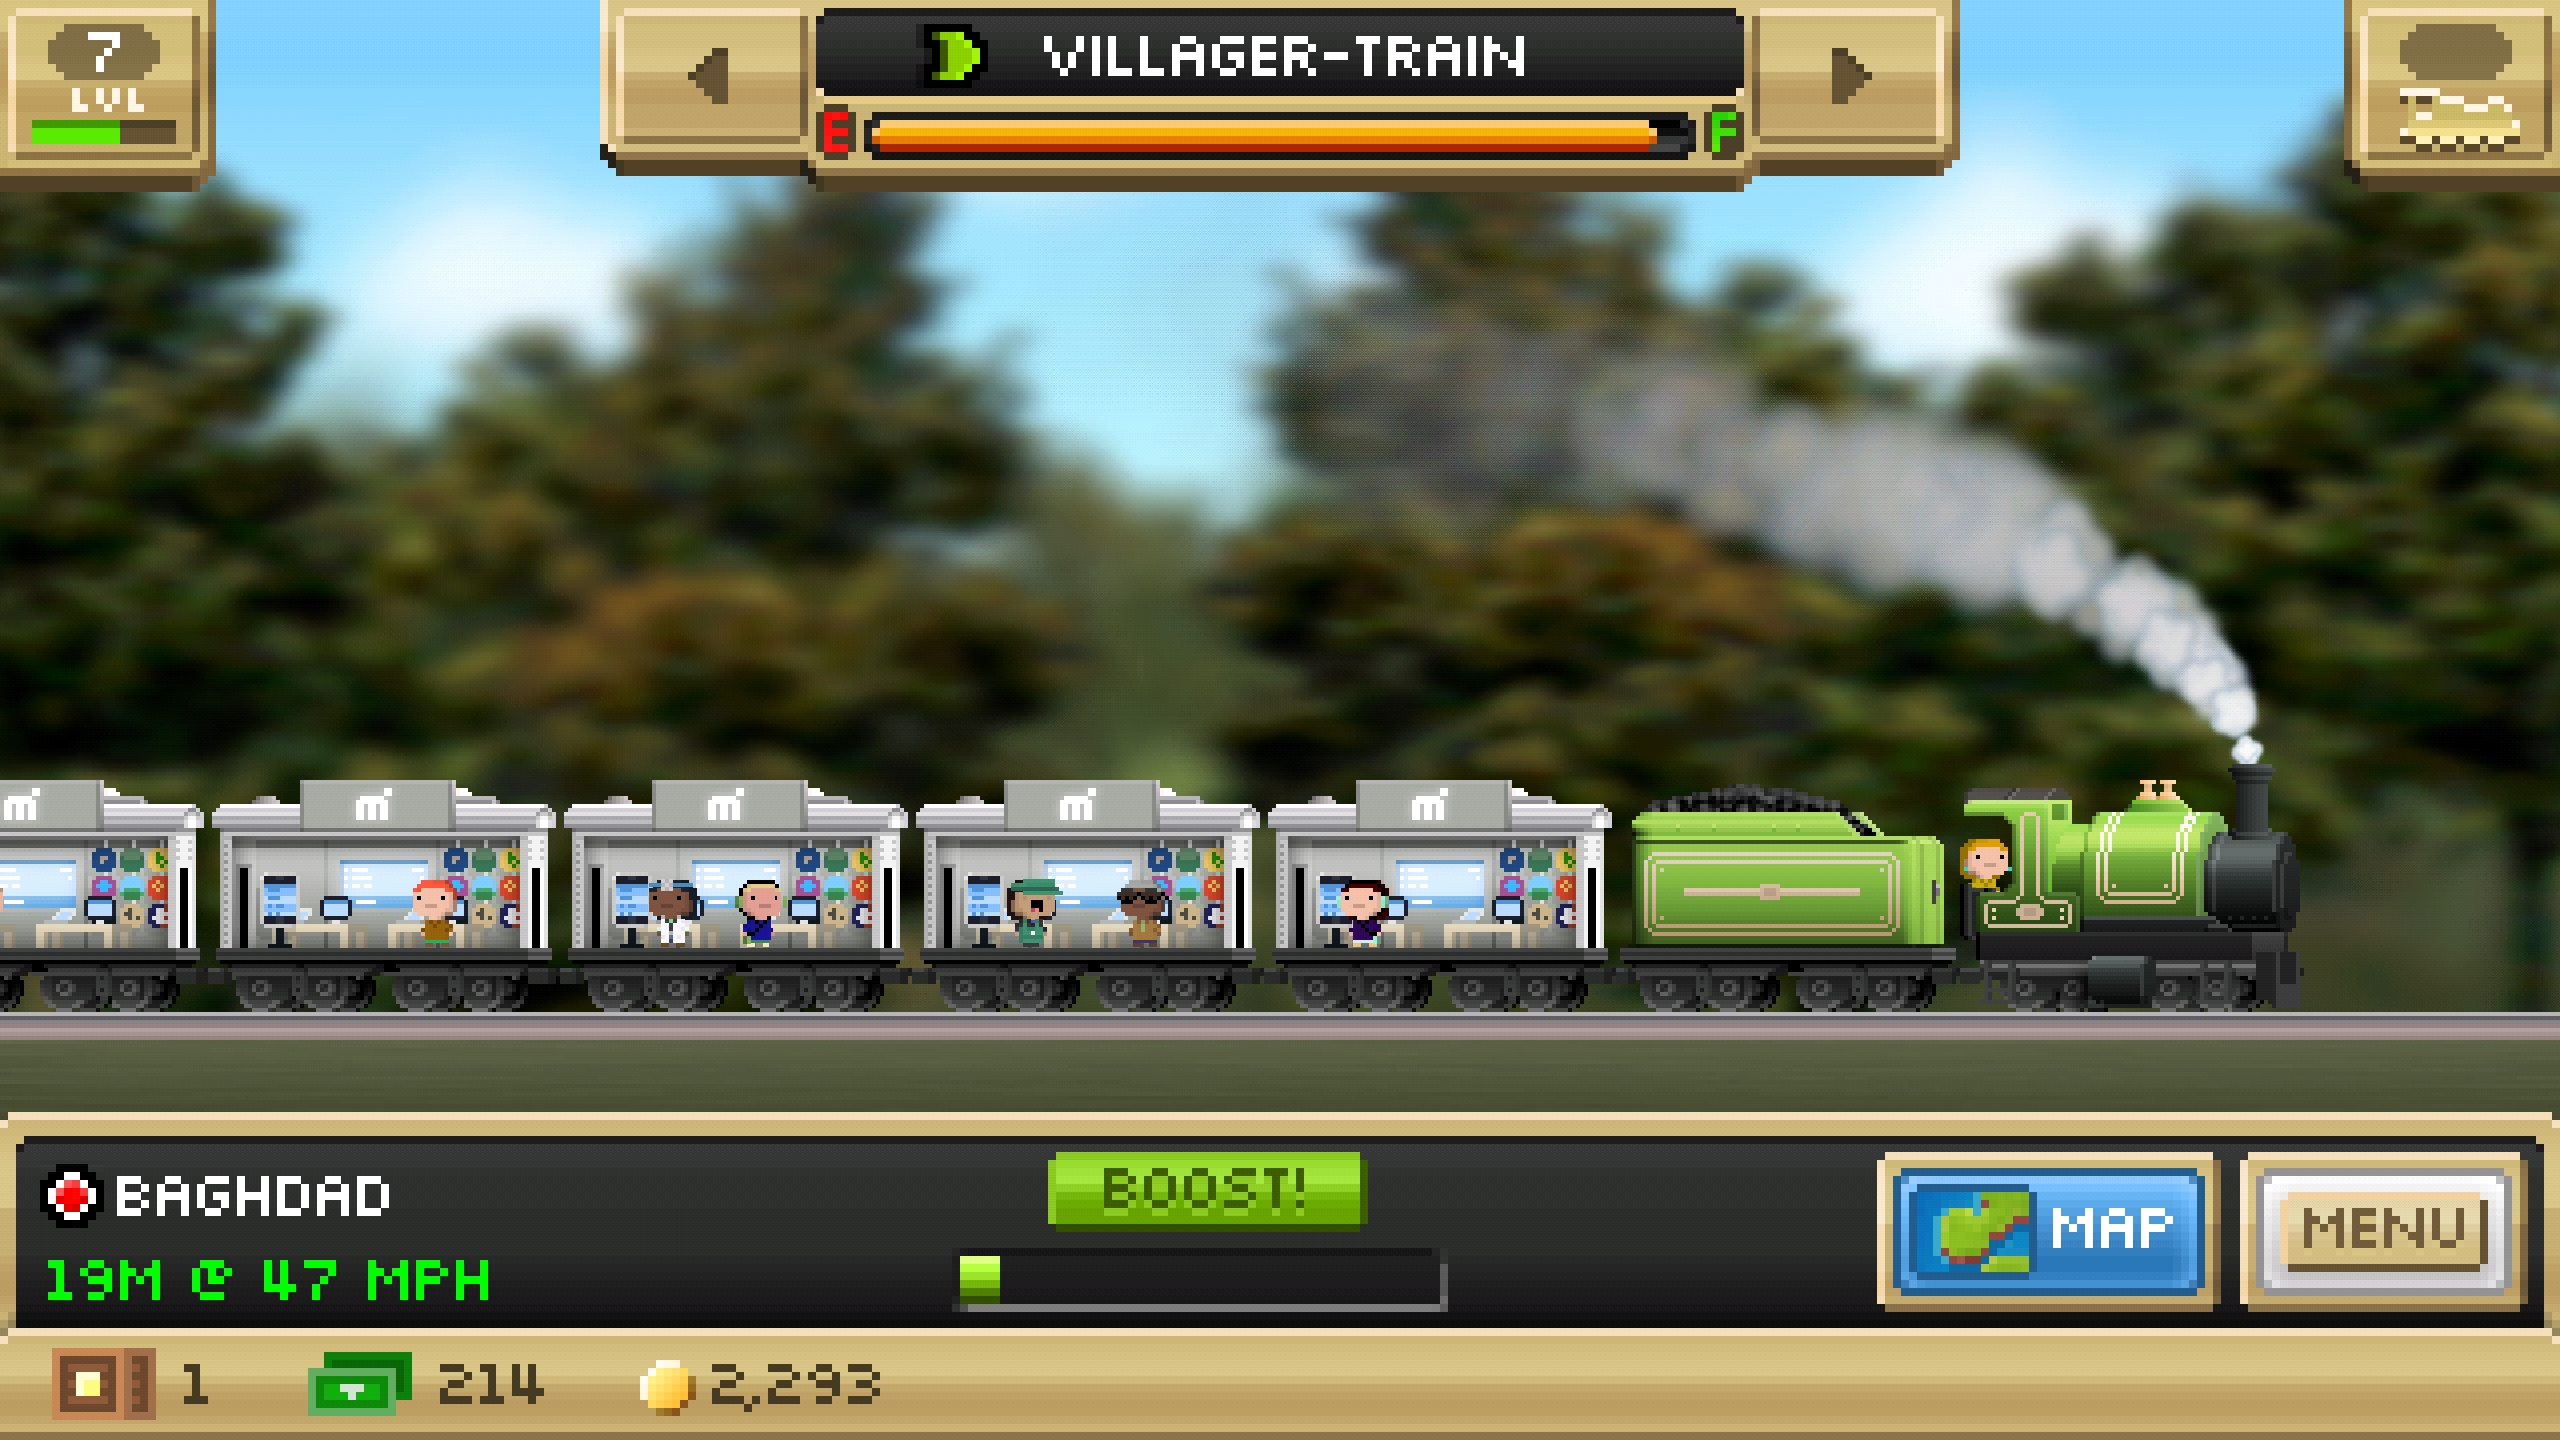 7
LVL
VILLAGER-TRAIN
E
F
m
m
m
m
m
BAGHDAD
19M @ 47 MPH
BOOST!
MAP
MENU
1
214
2,293